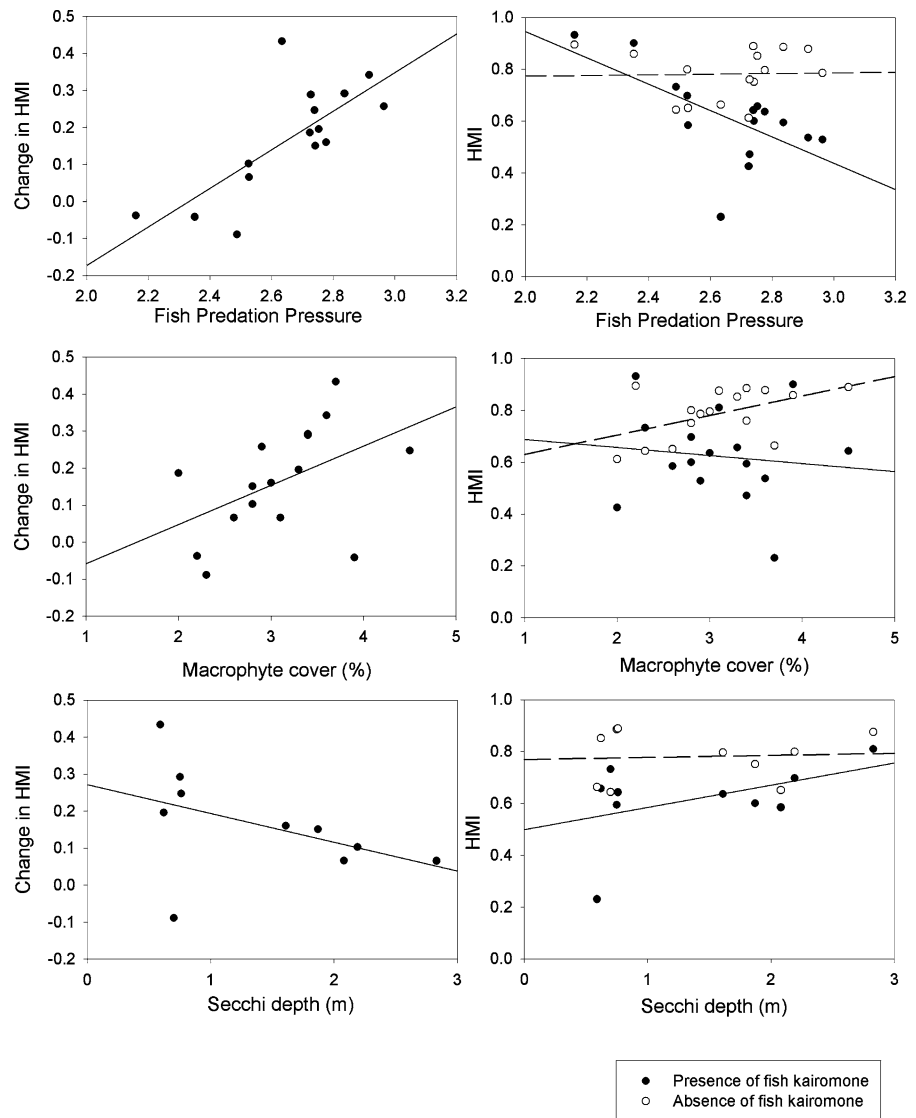 0.5
0.4
0.3
0.2
0.1
0.0
-0.1
-0.2
Change in HMI
2.0 2.2 2.4 2.6 2.8 3.0 3.2
Fish Predation Pressure
1.0
0.8
0.6
0.4
0.2
0.0
HMI
2.0 2.2 2.4 2.6 2.8 3.0 3.2
Fish Predation Pressure
0.5
0.4
0.3
0.2
0.1
0.0
-0.1
-0.2
Change in HMI
1 2 3 4 5
Macrophyte cover (%)
1.0
0.8
0.6
0.4
0.2
0.0
HMI
1 2 3 4 5
Macrophyte cover (%)
0.5
0.4
0.3
0.2
0.1
0.0
-0.1
-0.2
Change in HMI
0 1 2 3
Secchi depth (m)
1.0
0.8
0.6
0.4
0.2
0.0
HMI
0 1 2 3
Secchi depth (m)
Presence of fish kairomone
Absence of fish kairomone